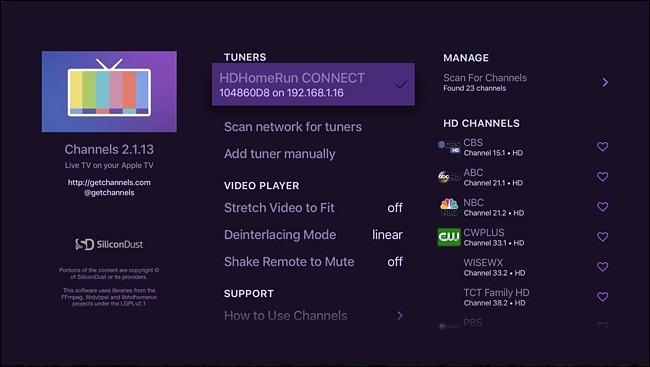 Channels 2.1.13
Live TV on your Apple TV
http://getchannels.com
@getchannels
SiliconDust
Portions of the content are copyright ©
of SiliconDust or its providers.
This software uses libraries from the
FFmpeg, libdvbpsi and libhdhomerun
projects under the LGPLv2.1
TUNERS
HDHomeRun CONNECT
104860D8 on 192.168.1.16
Scan network for tuners
Add tuner manually
VIDEO PLAYER
Stretch Video to Fit off
Deinterlacing Mode linear
Shake Remote to Mute off
SUPPORT
How to Use Channels
MANAGE
Scan For Channels
Found 23 channels
HD CHANNELS
CBS
Channel 15.1 • HD
abc
ABC
Channel 21.1 • HD
NBC
NBC
Channel 21.2 • HD
CW
CWPLUS
Channel 33.1 • HD
WISEWX
Channel 33.2 • HD
TCT Family HD
Channel 38.2 • HD
PBS